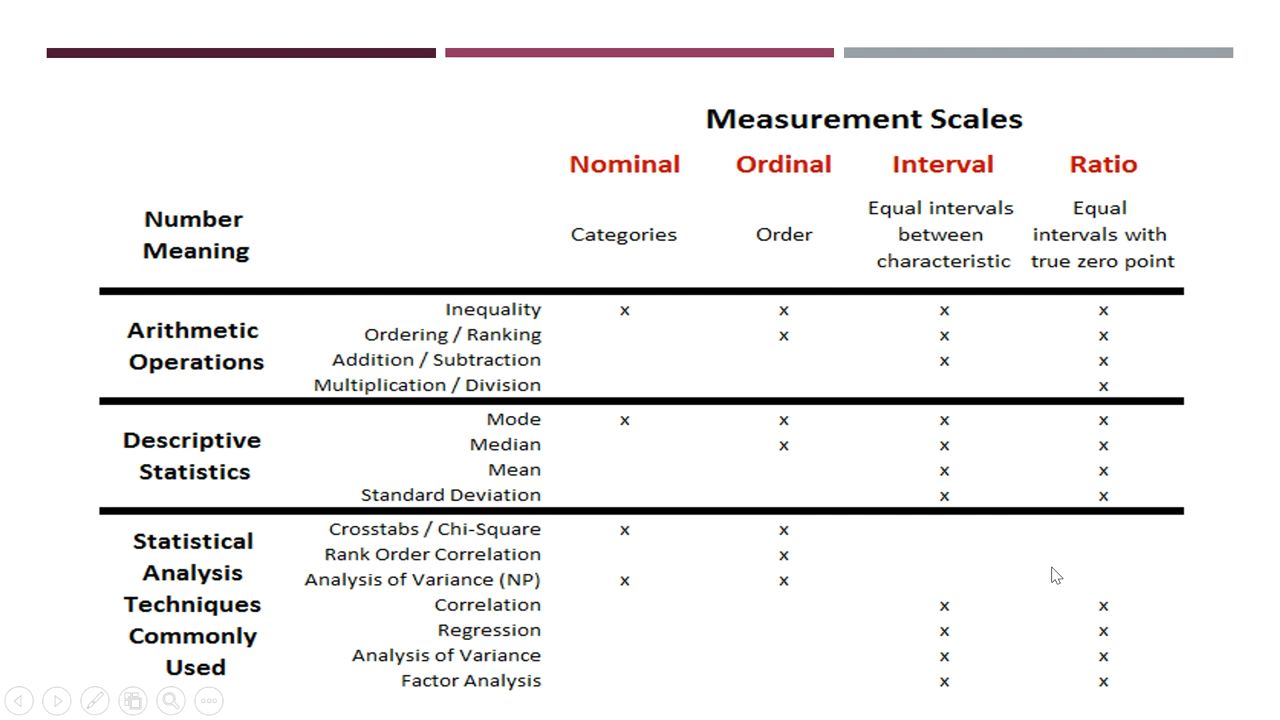 Measurement Scales
Nominal Ordinal Interval Ratio
Number
Meaning
Categories
Order
Equal intervals
between
characteristic
Equal
intervals with
true zero point
Arithmetic
Operations
Inequality x x x x
Ordering / Ranking x x x
Addition / Subtraction x x
Multiplication / Division x
Descriptive
Statistics
Mode x x x x
Median x x x
Mean x x
Standard Deviation x x
Statistical
Analysis
Techniques
Commonly
Used
Crosstabs / Chi-Square x x
Rank Order Correlation x
Analysis of Variance (NP) x x
Correlation x x
Regression x x
Analysis of Variance x x
Factor Analysis x x